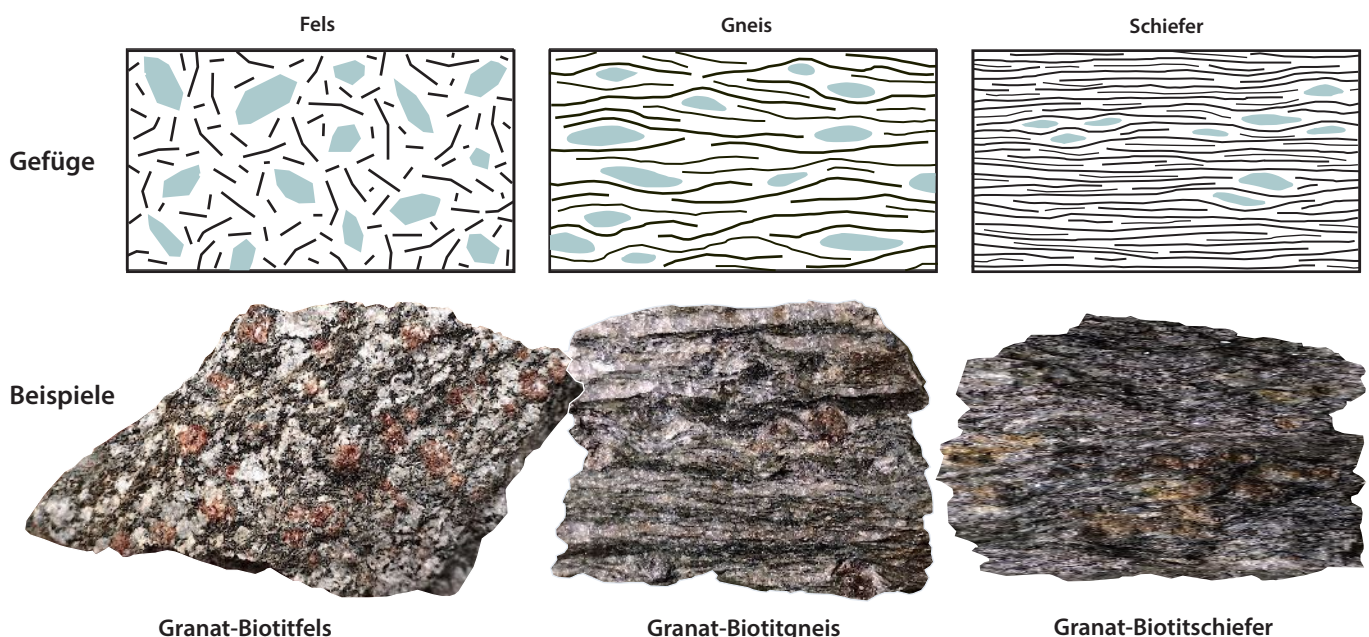 Fels
Gneis
Schiefer
Gefüge
Beispiele
Granat-Biotitfels
Granat-Biotitgneis
Granat-Biotitschiefer